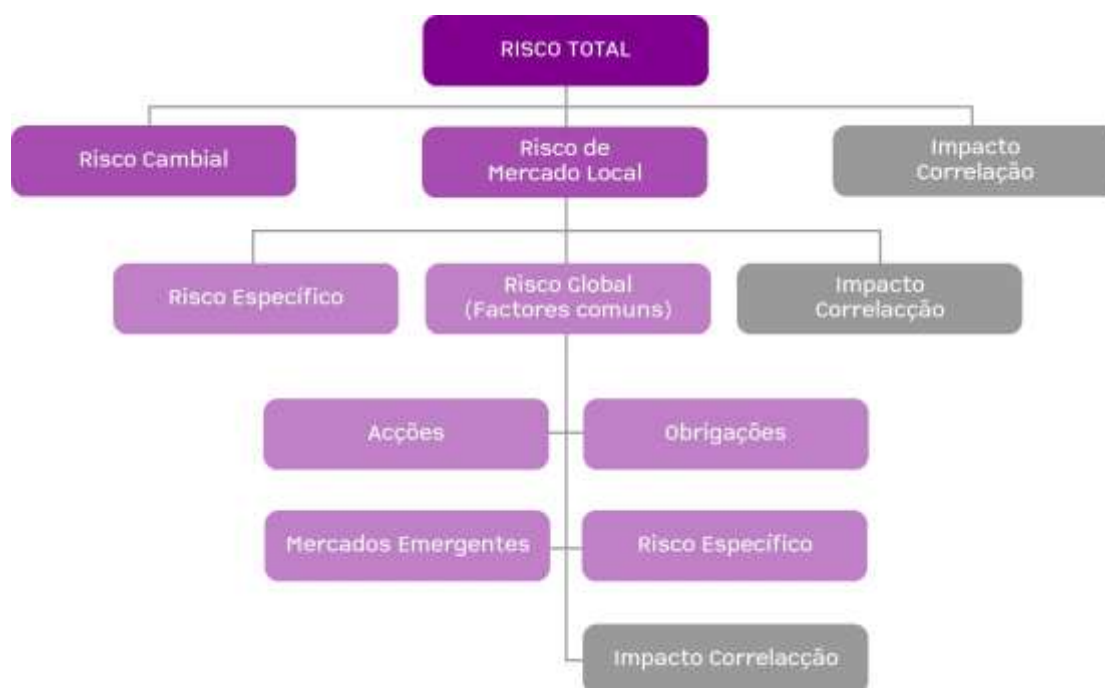 RISCO TOTAL
Risco Cambial
Risco de
Mercado Local
Impacto
Correlação
Risco Específico
Risco Global
(Factores comuns)
Impacto
Correlacção
Acções
Obrigações
Mercados Emergentes
Risco Específico
Impacto Correlacção